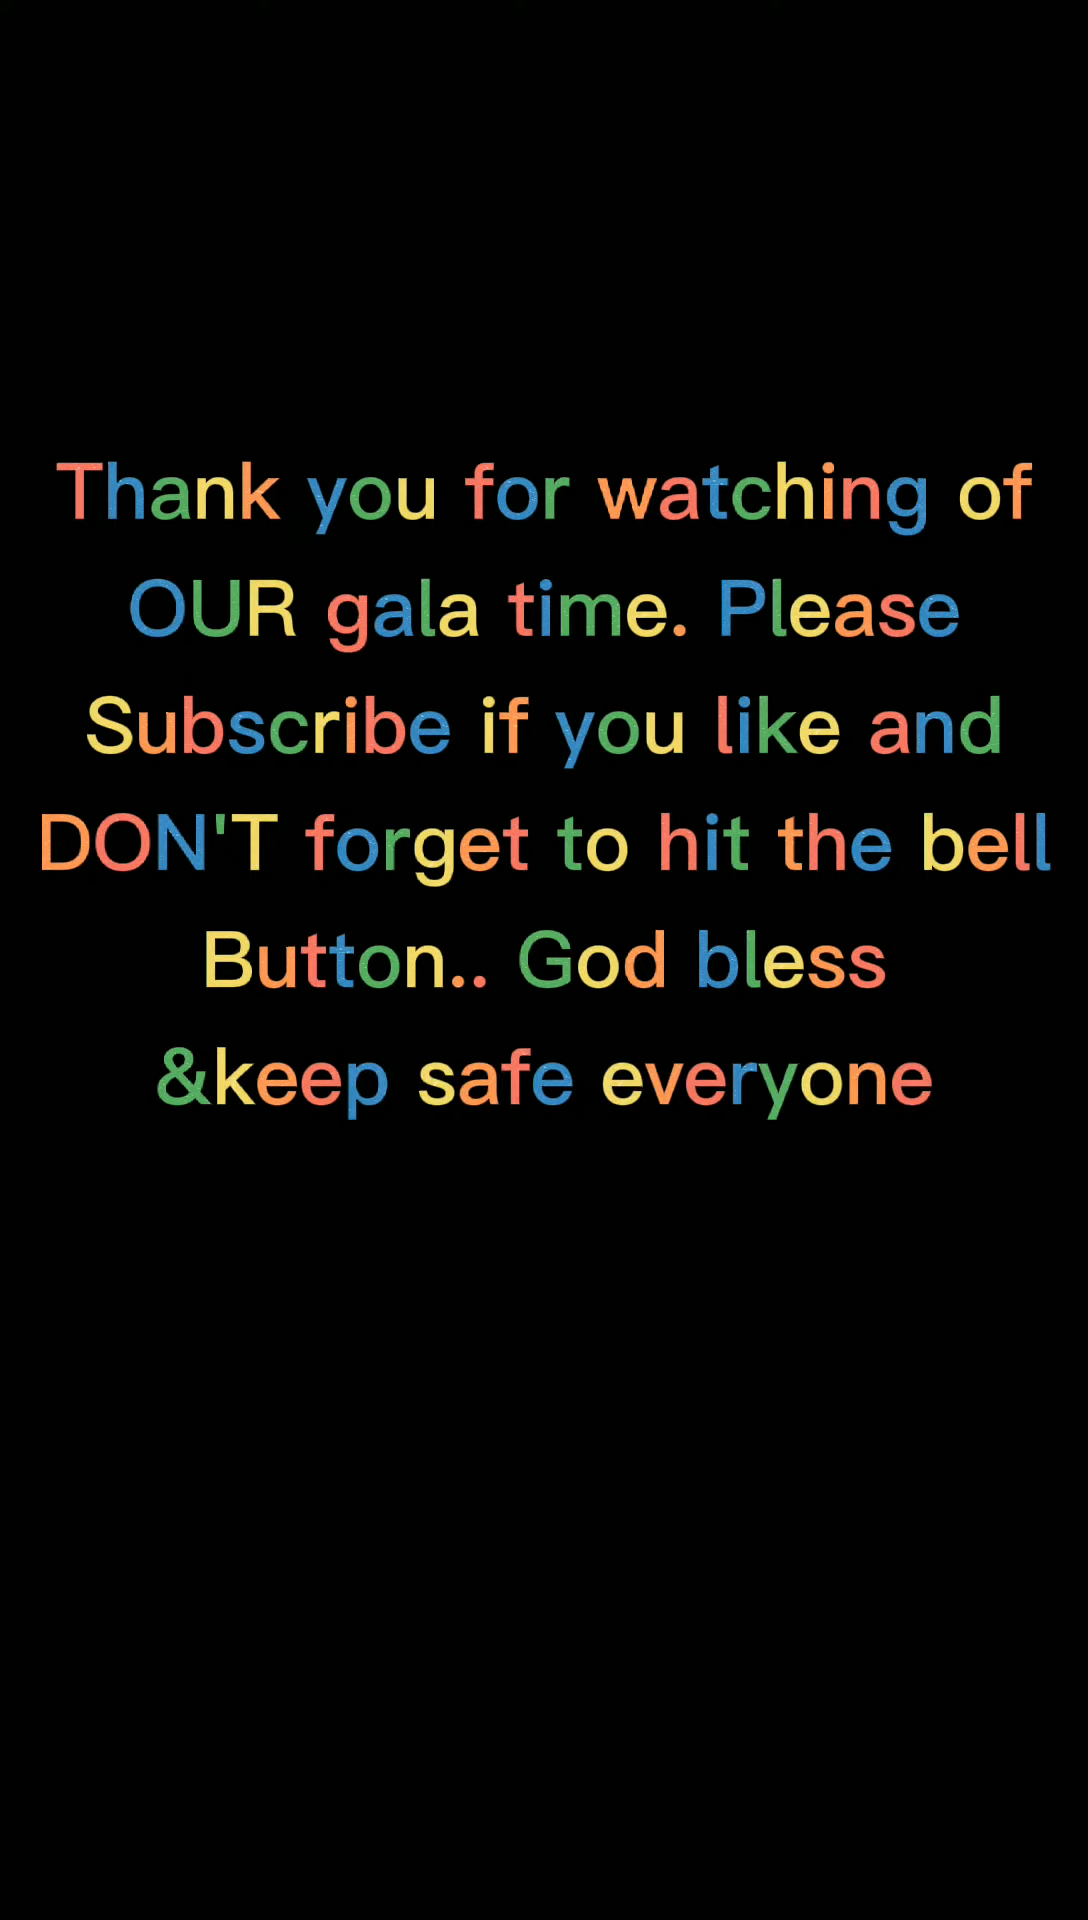 Thank you for watching of
OUR gala time. Please
Subscribe if you like and
DON'T forget to hit the bell
Button.. God bless
&keep safe everyone